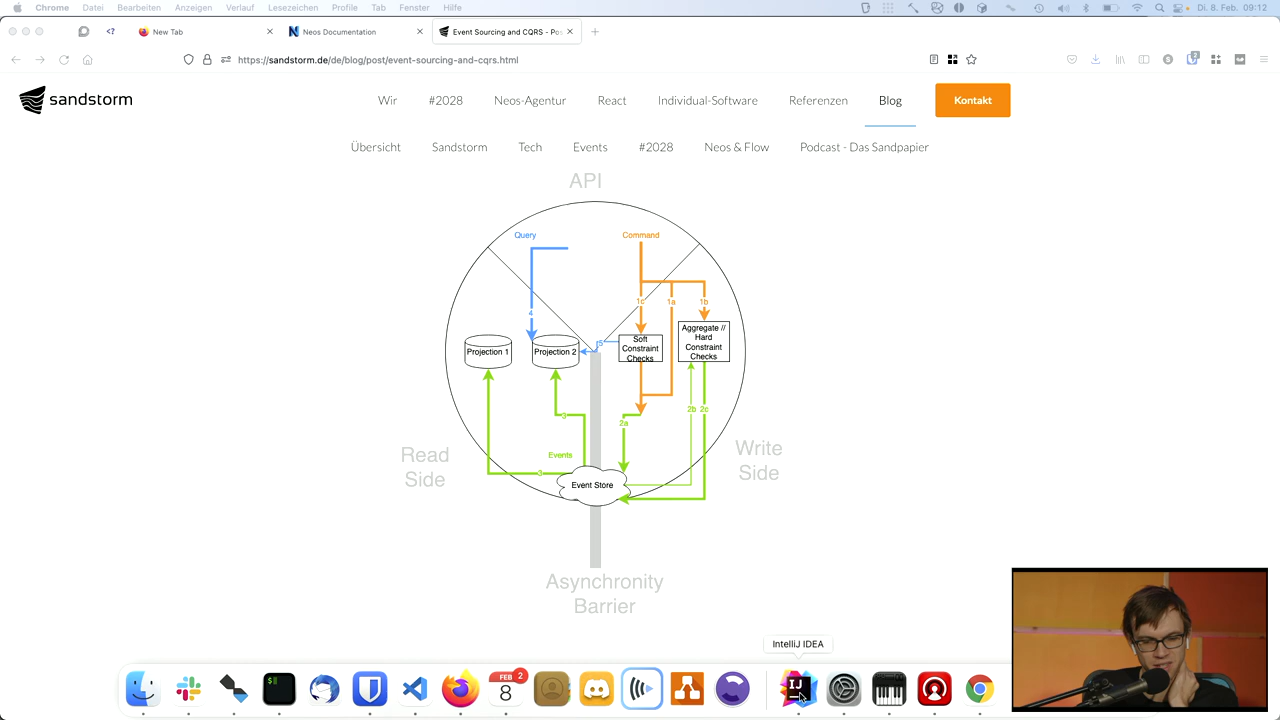 Chrome Datei Bearbeiten Anzeigen Verlauf Lesezeichen Profile Tab Fenster Hilfe Di. 8. Feb. 09:12
New Tab Neos Documentation Event Sourcing and CQRS - Pos
https://sandstorm.de/de/blog/post/event-sourcing-and-cqrs.html
sandstorm Wir #2028 Neos-Agentur React Individual-Software Referenzen Blog Kontakt
Übersicht Sandstorm Tech Events #2028 Neos & Flow Podcast - Das Sandpapier
API
Query Command
1c 1a 1b
4
Projection 1 Projection 2 5
Soft
Constraint
Checks
Aggregate //
Hard
Constraint
Checks
3 2a 2b 2c
Read
Side
Events
Write
Side
3
Event Store
Asynchronity
Barrier
IntelliJ IDEA
FEB 2
8
IJ